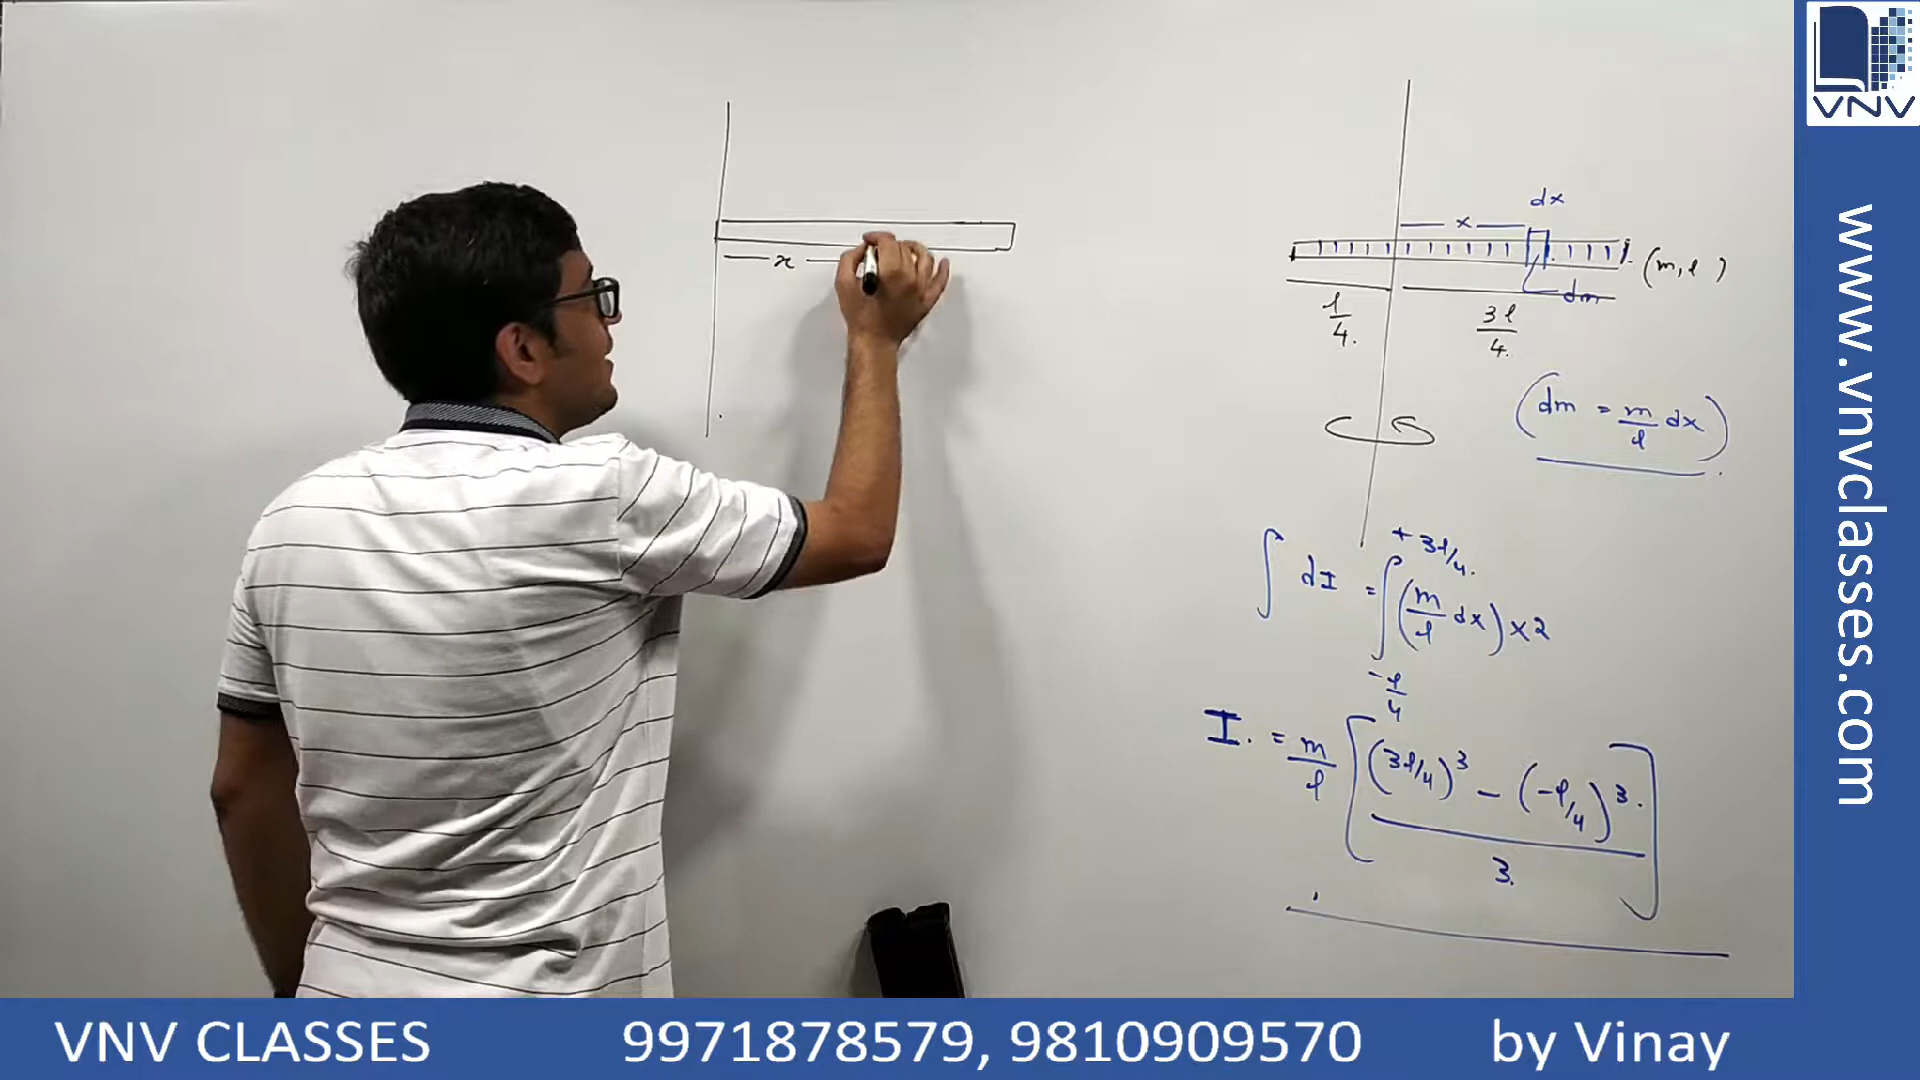 x
dx
x
(m, l)
dm
l/4.
3l/4.
(dm = m/l dx)
+ 3l/4.
∫ dI = ∫ (m/l dx) x2
- l/4
I. = m/l [(3l/4)^3 - (-l/4)^3. / 3.]
VNV
www.vnvclasses.com
VNV CLASSES 9971878579, 9810909570 by Vinay